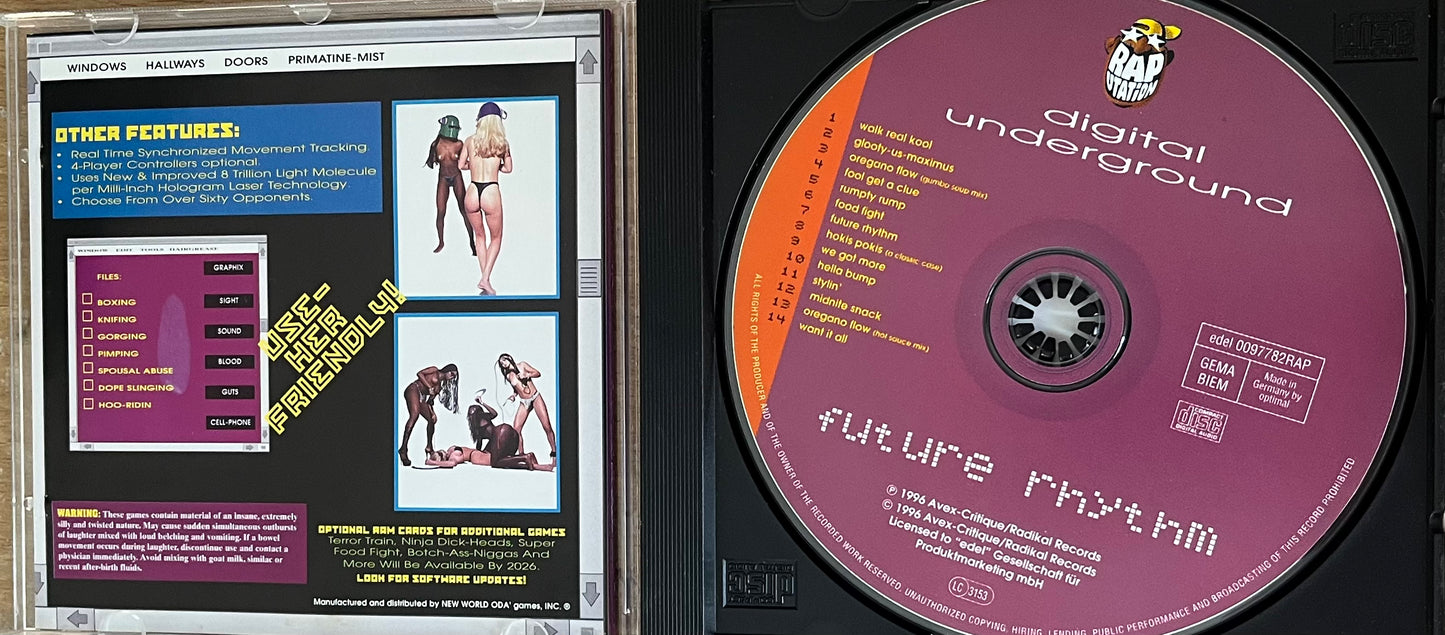 WINDOWS HALLWAYS DOORS PRIMATINE-MIST
OTHER FEATURES:
• Real Time Synchronized Movement Tracking.
• 4-Player Controllers optional.
• Uses New & Improved 8 Trillion Light Molecule
per Milli-Inch Hologram Laser Technology.
• Choose From Over Sixty Opponents.
WINDOW EDIT TOOLS HAIRGREASE
FILES:
BOXING
KNIFING
GORGING
PIMPING
SPOUSAL ABUSE
DOPE SLINGING
HOO-RIDIN
GRAPHIX
SIGHT
SOUND
BLOOD
GUTS
CELL-PHONE
USE-
HER
FRIENDLY!
WARNING: These games contain material of an insane, extremely
silly and twisted nature. May cause sudden simultaneous outbursts
of laughter mixed with loud belching and vomiting. If a bowel
movement occurs during laughter, discontinue use and contact a
physician immediately. Avoid mixing with goat milk, similac or
recent after-birth fluids.
OPTIONAL RAM CARDS FOR ADDITIONAL GAMES
Terror Train, Ninja Dick-Heads, Super
Food Fight, Botch-Ass-Niggas And
More Will Be Available By 2026.
LOOK FOR SOFTWARE UPDATES!
Manufactured and distributed by NEW WORLD ODA' games, INC. ®
RAP
UTATION
digital
underground
1 walk real kool
2 glooty-us-maximus
3 oregano flow (gumbo soup mix)
4 fool get a clue
5 rumpty rump
6 food fight
7 future rhythm
8 hokis pokis (a classic case)
9 we got more
10 hella bump
11 stylin'
12 midnite snack
13 oregano flow (hot sauce mix)
14 want it all
edel 0097782RAP
GEMA
BIEM
Made in
Germany by
optimal
COMPACT
disc
DIGITAL AUDIO
future rhythm
℗ 1996 Avex-Critique/Radikal Records
© 1996 Avex-Critique/Radikal Records
Licensed to "edel" Gesellschaft für
Produktmarketing mbH
LC 3153
ALL RIGHTS OF THE PRODUCER AND OF THE OWNER OF THE RECORDED WORK RESERVED. UNAUTHORIZED COPYING, HIRING, LENDING, PUBLIC PERFORMANCE AND BROADCASTING OF THIS RECORD PROHIBITED
disc
disc